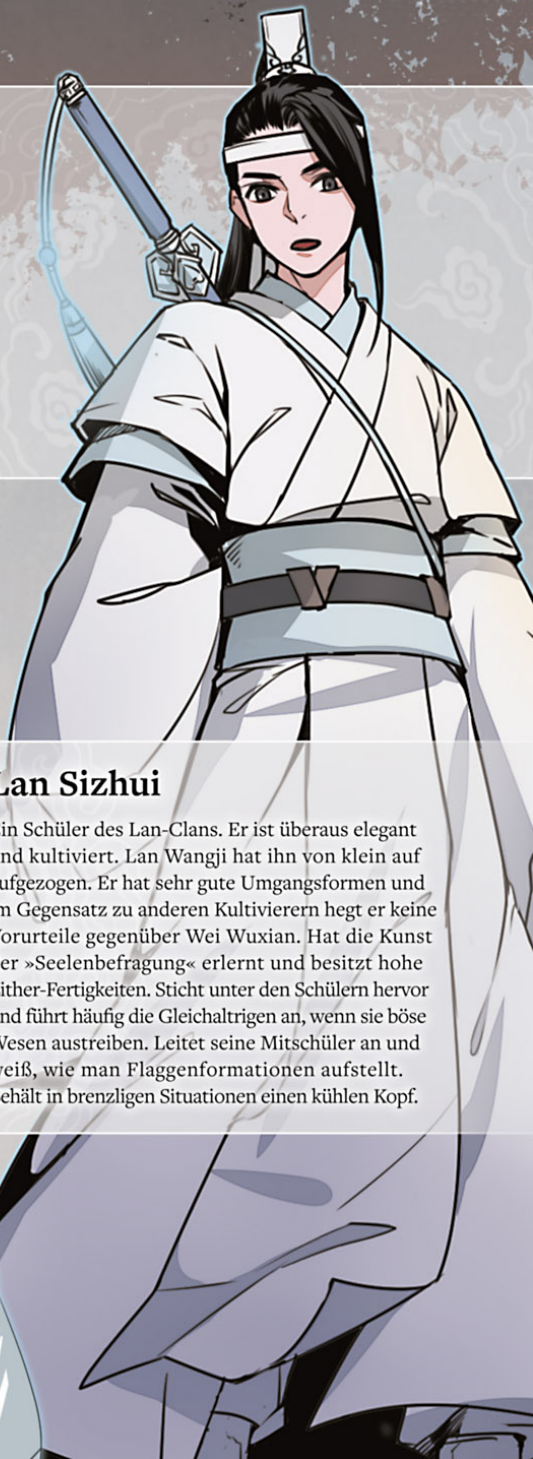 Lan Sizhui
in Schüler des Lan-Clans. Er ist überaus elegant
nd kultiviert. Lan Wangji hat ihn von klein auf
ufgezogen. Er hat sehr gute Umgangsformen und
m Gegensatz zu anderen Kultivierern hegt er keine
orurteile gegenüber Wei Wuxian. Hat die Kunst
er »Seelenbefragung« erlernt und besitzt hohe
ither-Fertigkeiten. Sticht unter den Schülern hervor
nd führt häufig die Gleichaltrigen an, wenn sie böse
esen austreiben. Leitet seine Mitschüler an und
eiß, wie man Flaggenformationen aufstellt.
ehält in brenzligen Situationen einen kühlen Kopf.